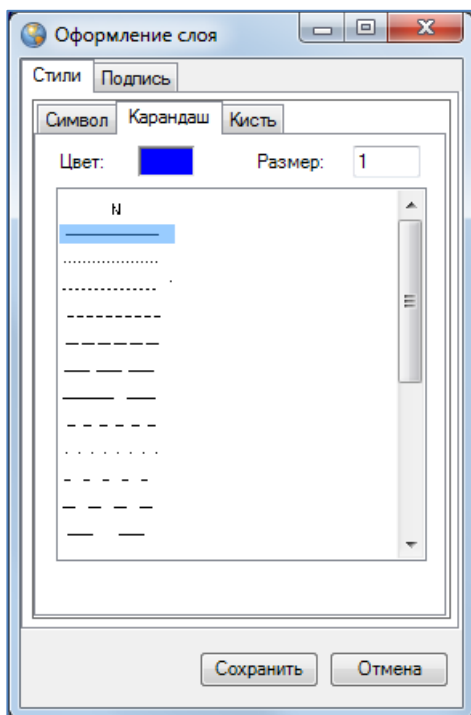 Оформление слоя
Стили Подпись
Символ Карандаш Кисть
Цвет: Размер: 1
N
Сохранить Отмена